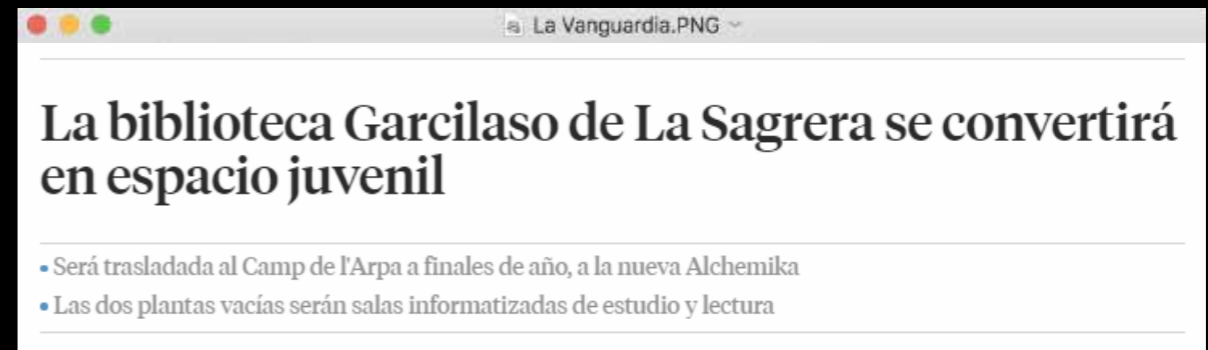 La Vanguardia.PNG
La biblioteca Garcilaso de La Sagrera se convertirá
en espacio juvenil
• Será trasladada al Camp de l'Arpa a finales de año, a la nueva Alchemika
• Las dos plantas vacías serán salas informatizadas de estudio y lectura